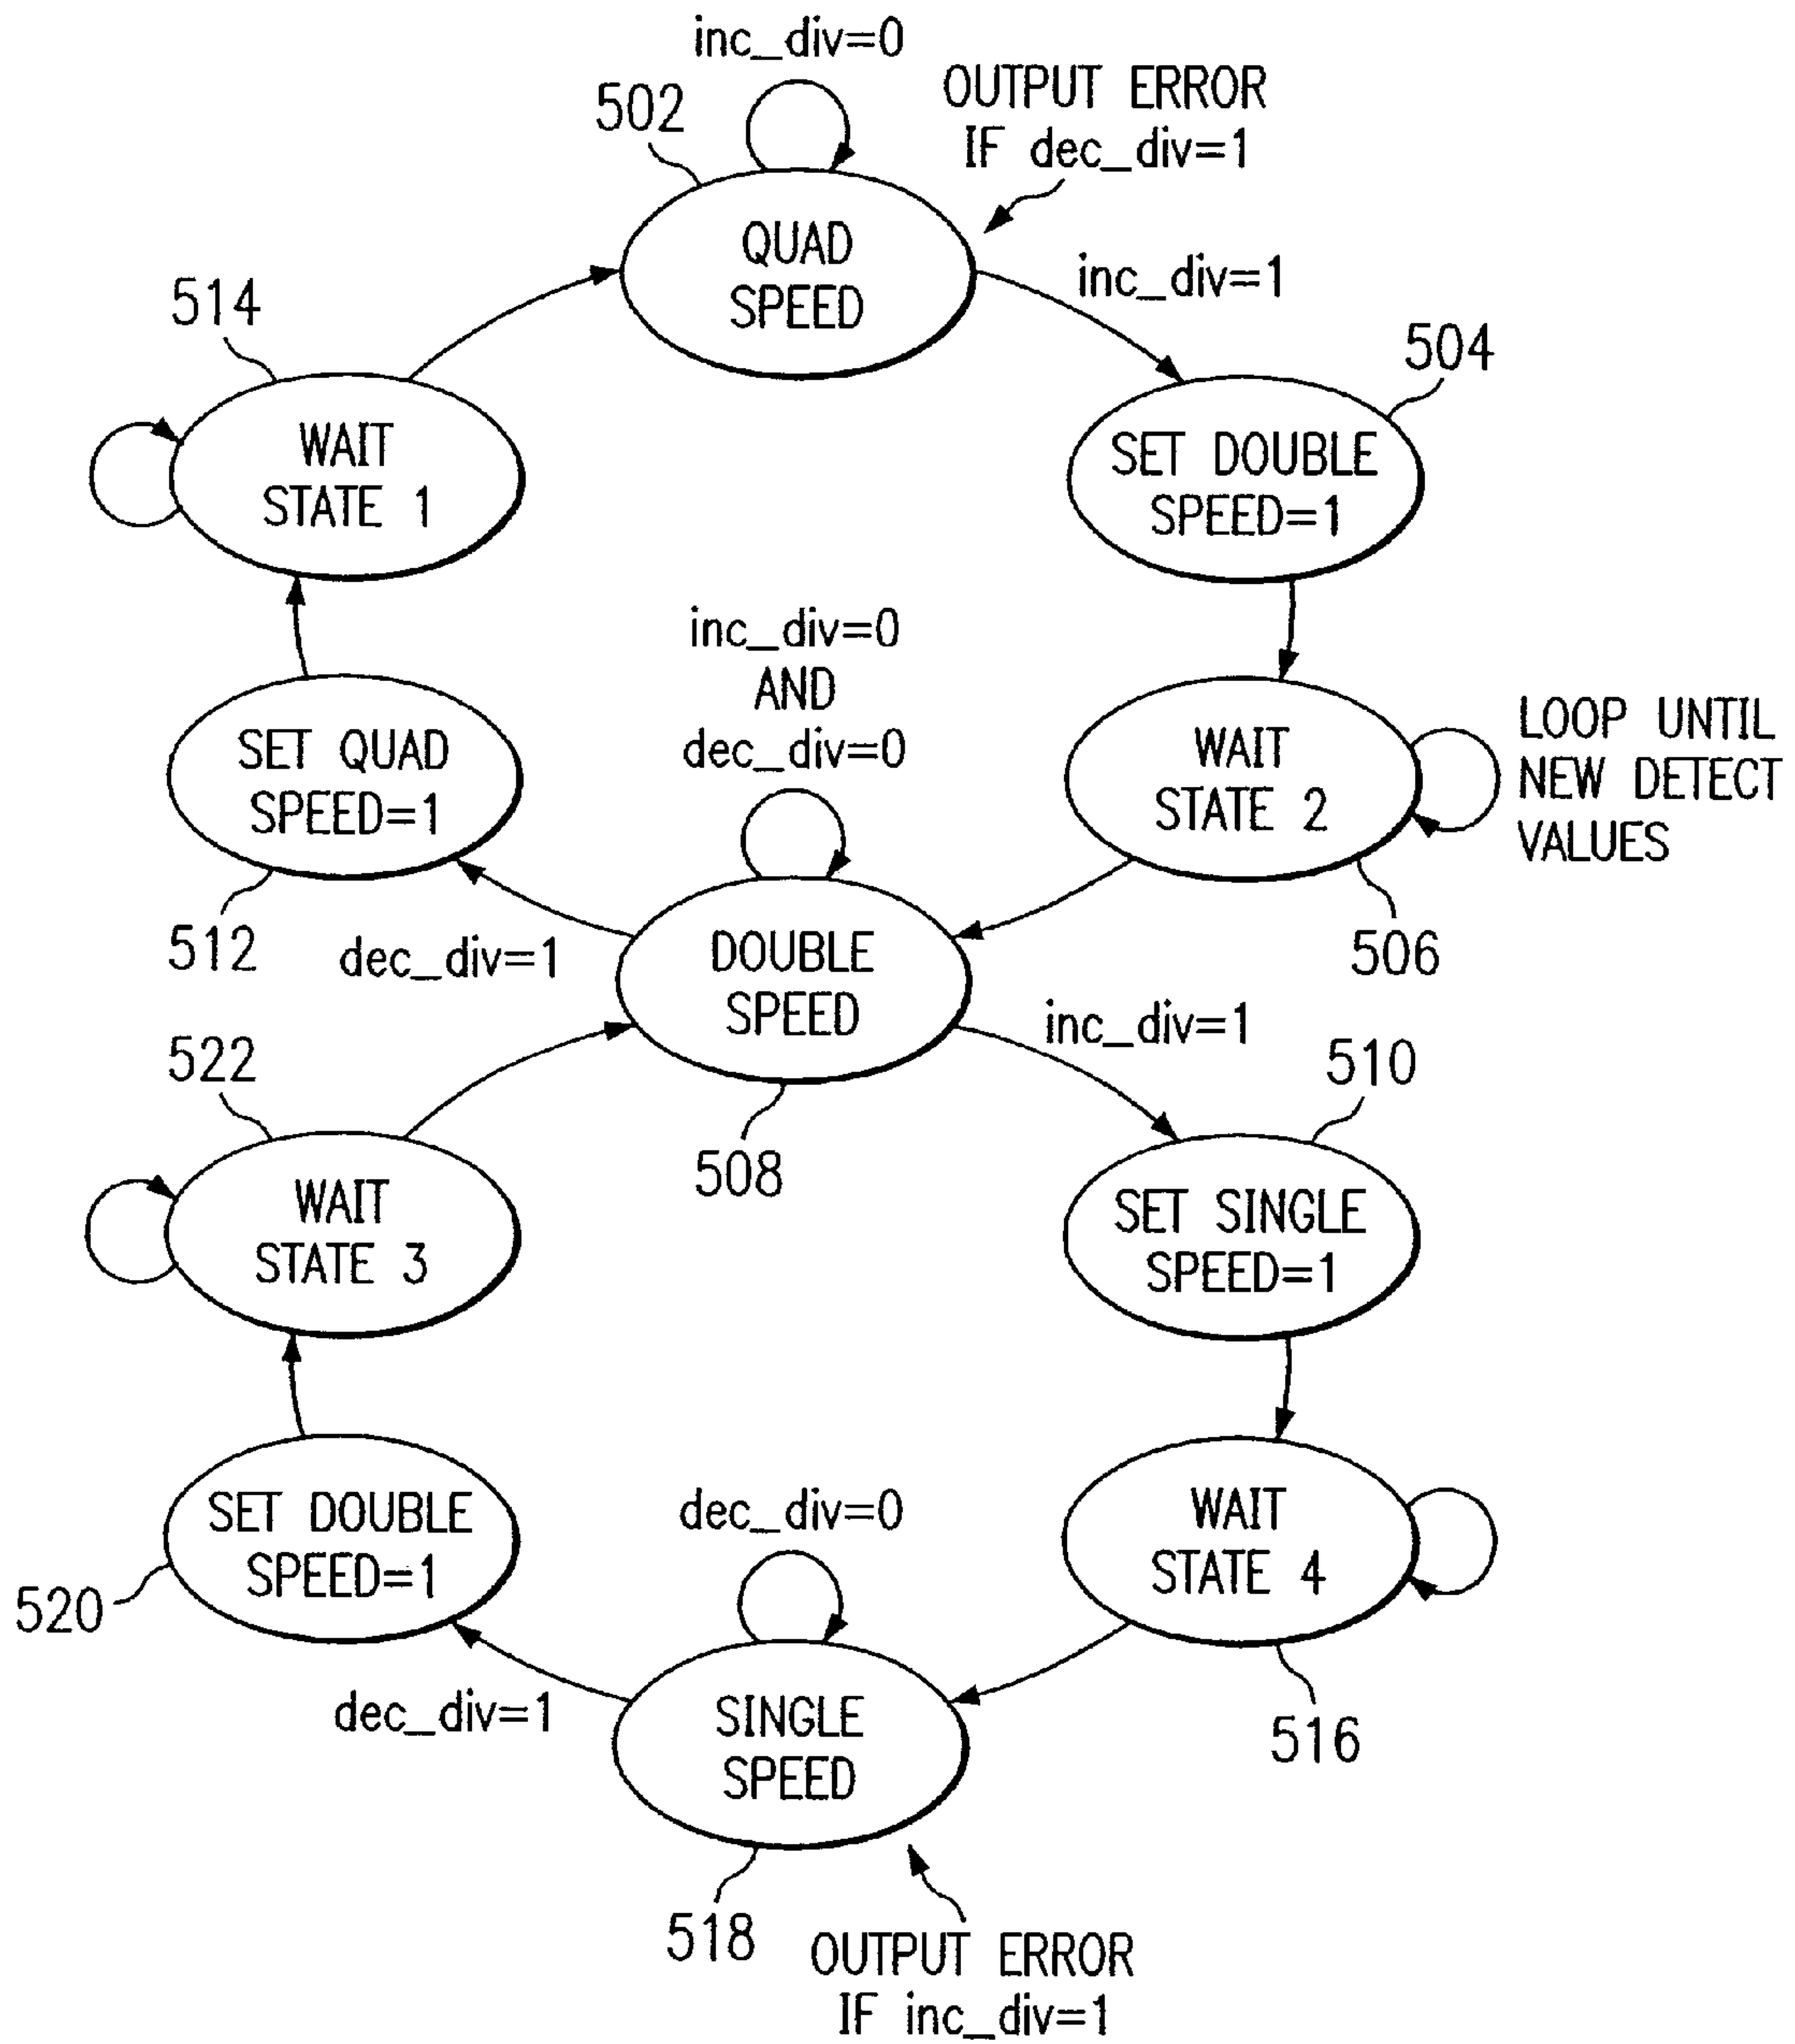 inc_div=0
502
OUTPUT ERROR
IF dec_div=1
QUAD
SPEED
inc_div=1
514
504
WAIT
STATE 1
SET DOUBLE
SPEED=1
inc_div=0
AND
dec_div=0
SET QUAD
SPEED=1
WAIT
STATE 2
LOOP UNTIL
NEW DETECT
VALUES
512
dec_div=1
DOUBLE
SPEED
506
inc_div=1
522
510
508
WAIT
STATE 3
SET SINGLE
SPEED=1
dec_div=0
SET DOUBLE
SPEED=1
WAIT
STATE 4
520
dec_div=1
SINGLE
SPEED
516
518
OUTPUT ERROR
IF inc_div=1